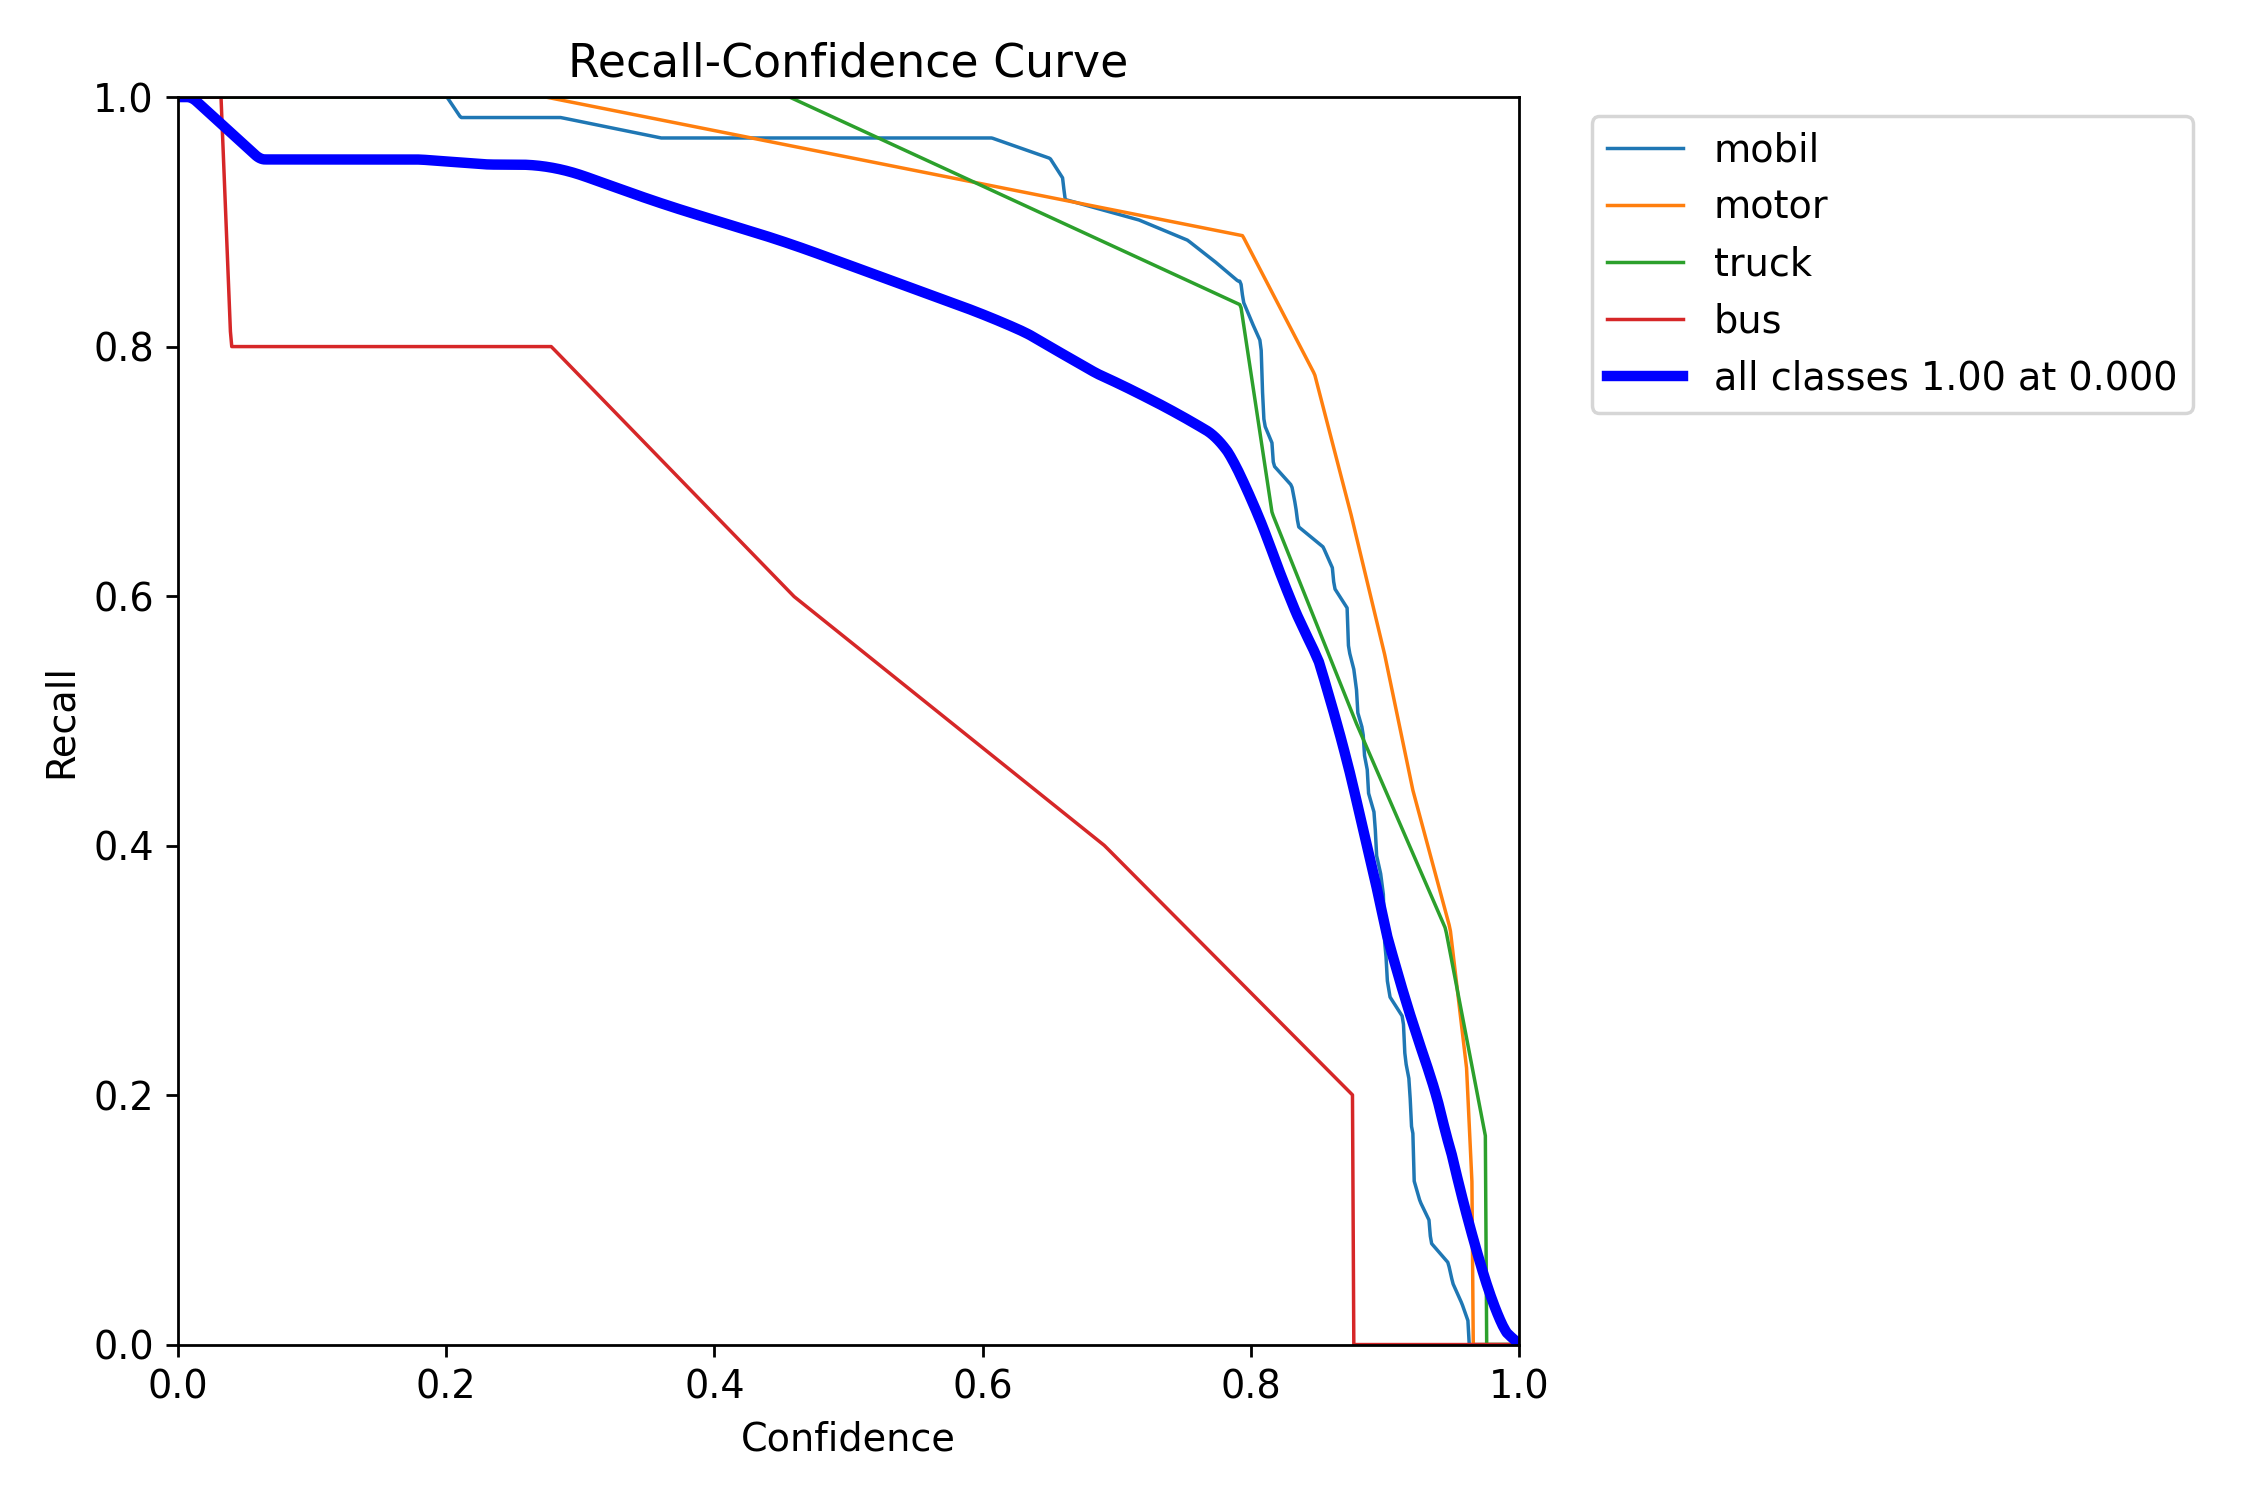 Recall-Confidence Curve
1.0
0.8
0.6
0.4
0.2
0.0
Recall
0.0 0.2 0.4 0.6 0.8 1.0
Confidence
mobil
motor
truck
bus
all classes 1.00 at 0.000